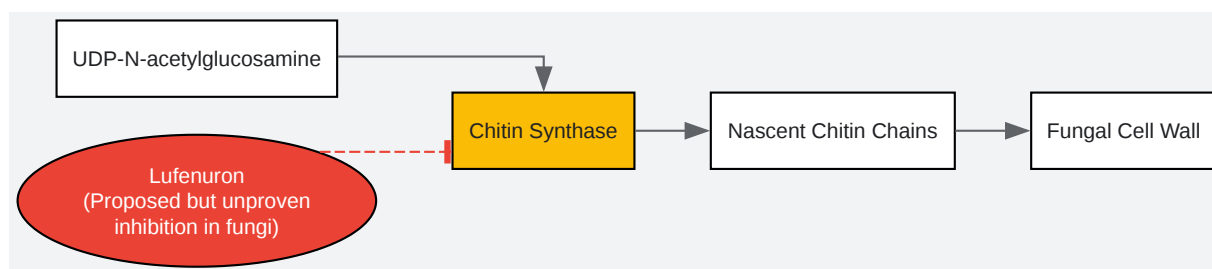 UDP-N-acetylglucosamine
Chitin Synthase
Nascent Chitin Chains
Fungal Cell Wall
Lufenuron
(Proposed but unproven
inhibition in fungi)